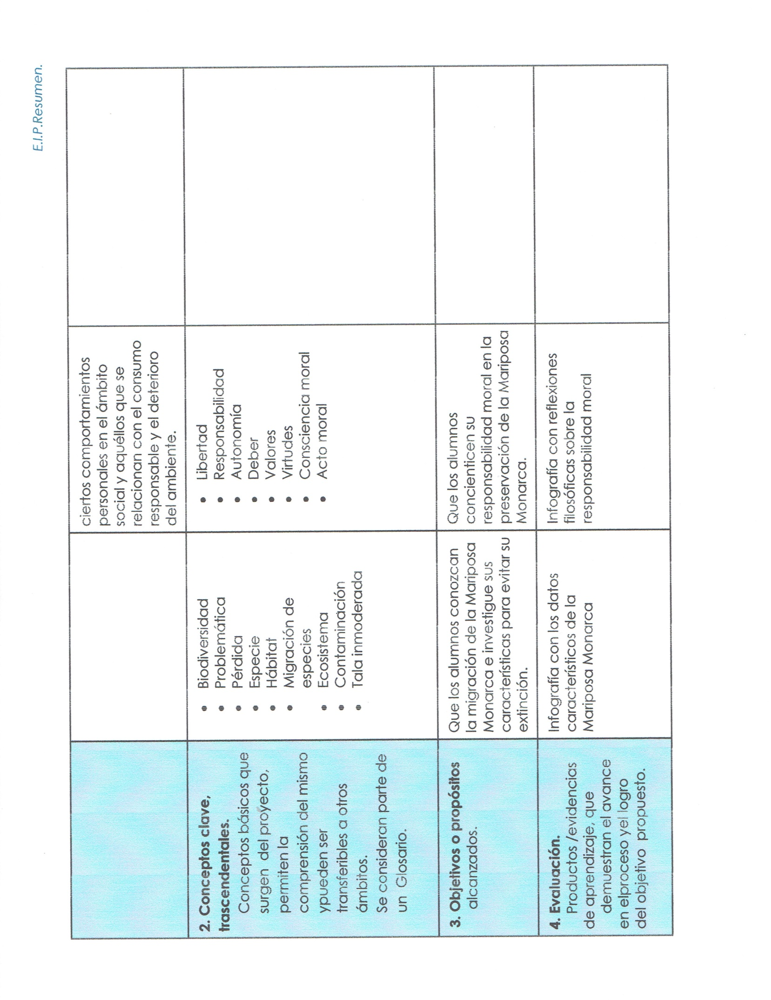 E.I.P.Resumen.
ciertos comportamientos
personales en el ámbito
social y aquéllos que se
relacionan con el consumo
responsable y el deterioro
del ambiente.
2. Conceptos clave,
trascendentales.
Conceptos básicos que
surgen del proyecto,
permiten la
comprensión del mismo
ypueden ser
transferibles a otros
ámbitos.
Se consideran parte de
un Glosario.
• Biodiversidad
• Problemática
• Pérdida
• Especie
• Hábitat
• Migración de
especies
• Ecosistema
• Contaminación
• Tala inmoderada
• Libertad
• Responsabilidad
• Autonomía
• Deber
• Valores
• Virtudes
• Consciencia moral
• Acto moral
3. Objetivos o propósitos
alcanzados.
Que los alumnos conozcan
la migración de la Mariposa
Monarca e investigue sus
características para evitar su
extinción.
Que los alumnos
concienticen su
responsabilidad moral en la
preservación de la Mariposa
Monarca.
4. Evaluación.
Productos /evidencias
de aprendizaje, que
demuestran el avance
en elproceso yel logro
del objetivo propuesto.
Infografía con los datos
característicos de la
Mariposa Monarca
Infografía con reflexiones
filosóficas sobre la
responsabilidad moral